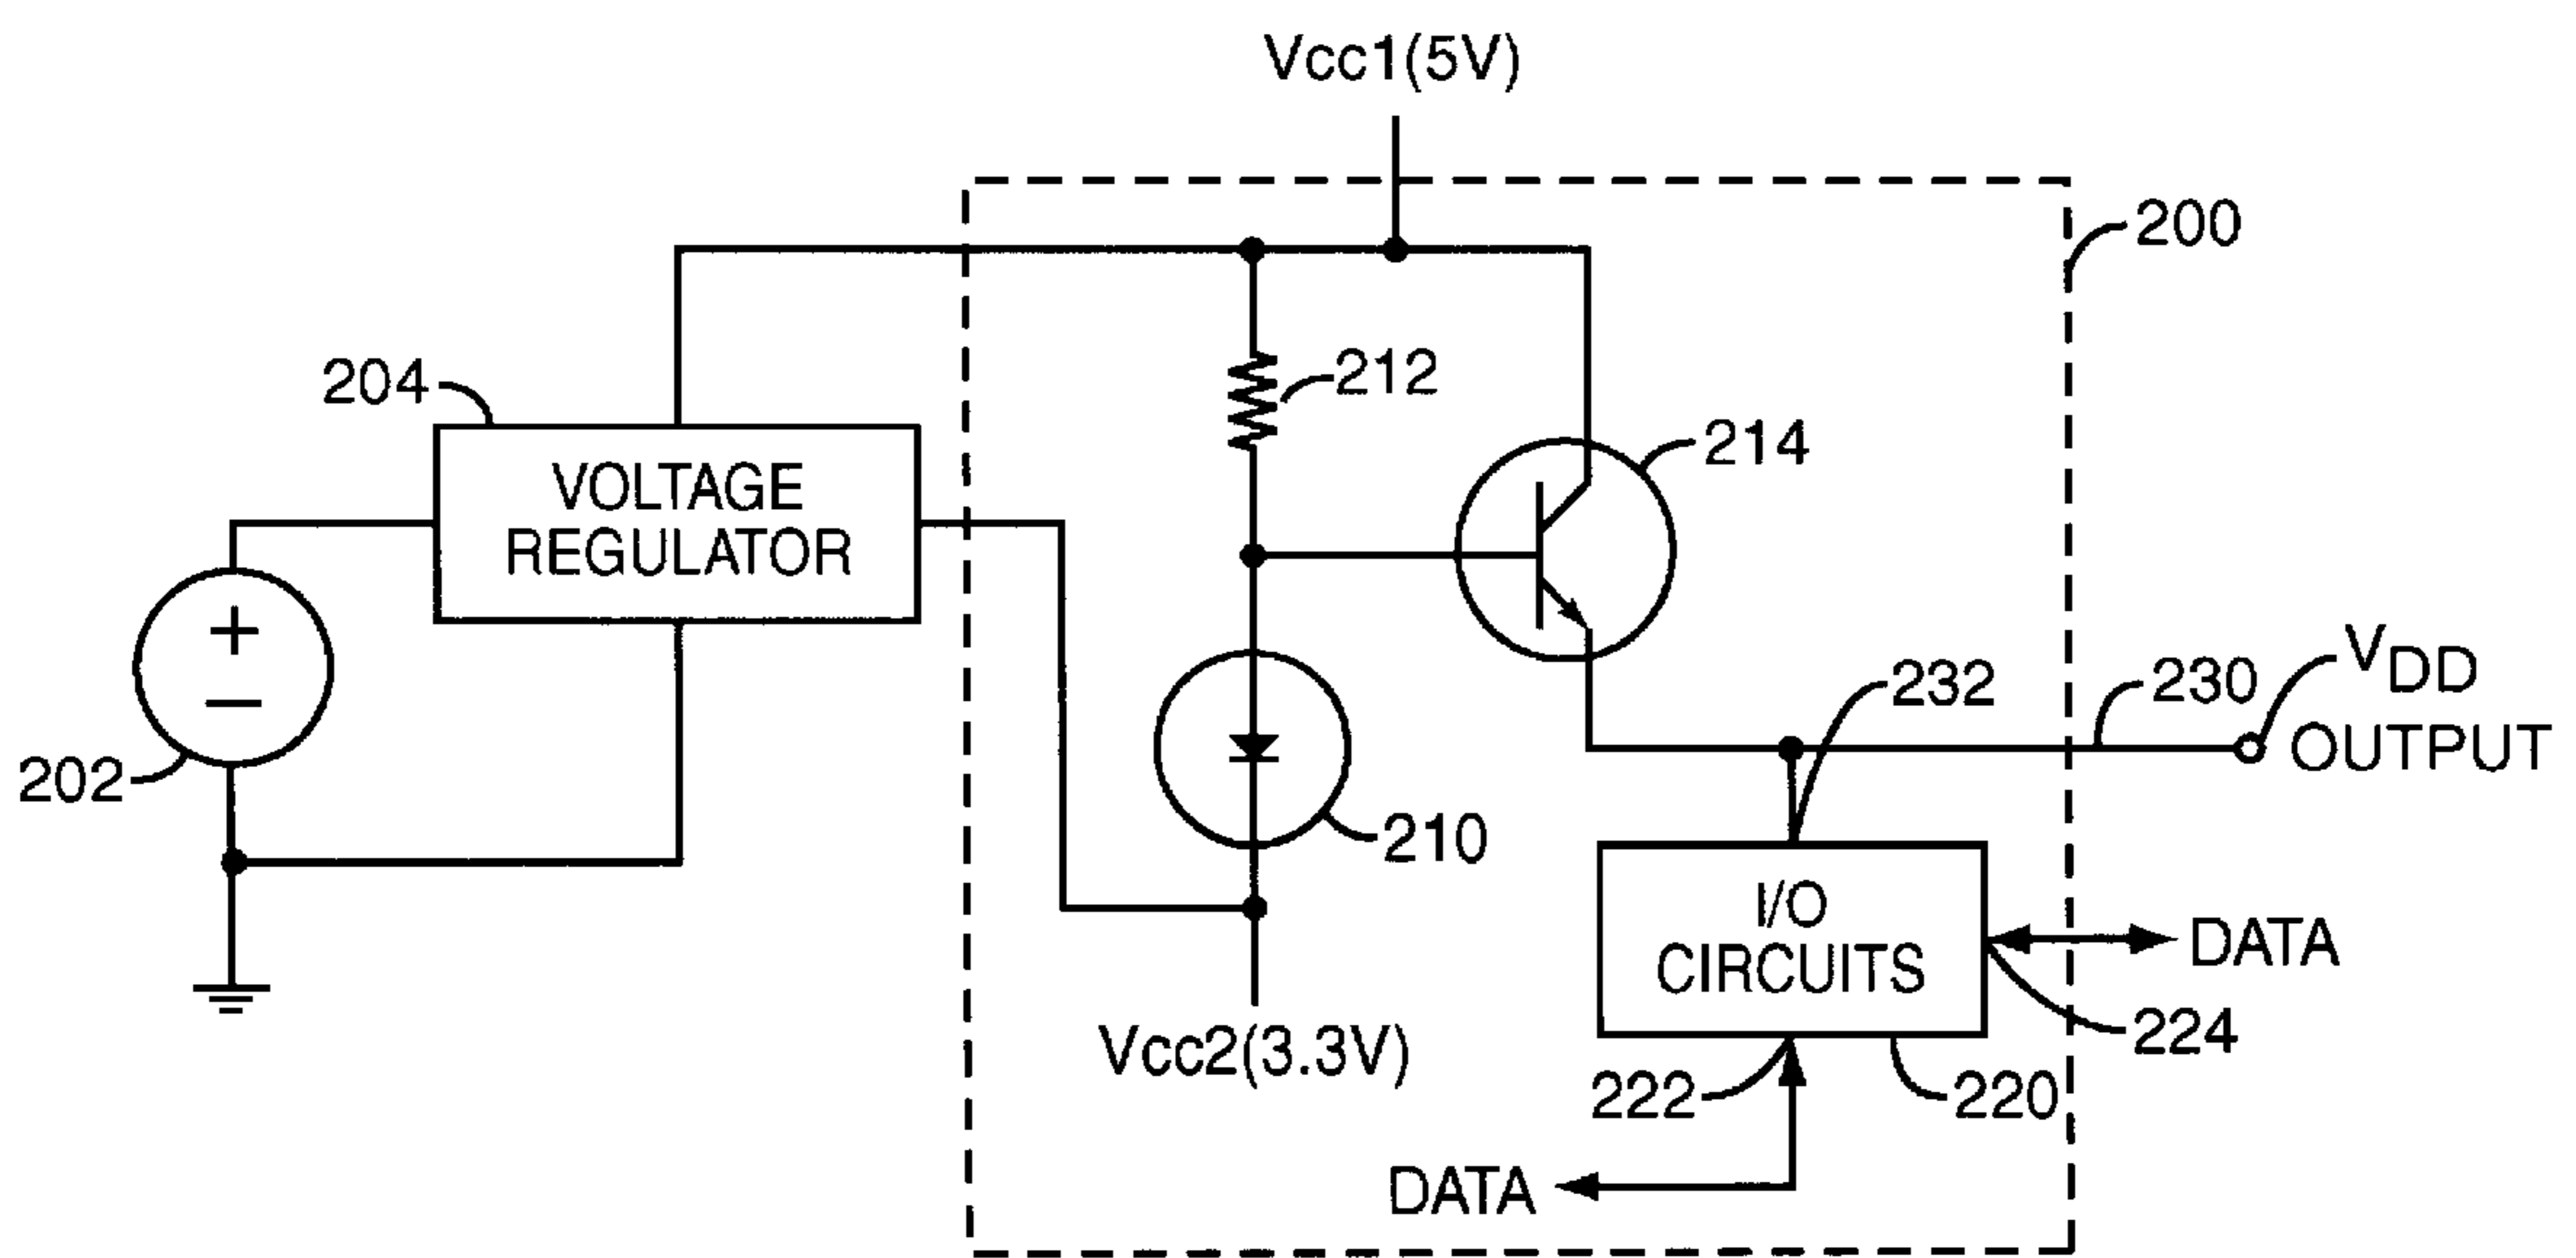 Vcc1(5V)
200
212
204
214
VOLTAGE
REGULATOR
+
−
202
232
230
VDD
OUTPUT
210
I/O
CIRCUITS
DATA
224
Vcc2(3.3V)
222
220
DATA